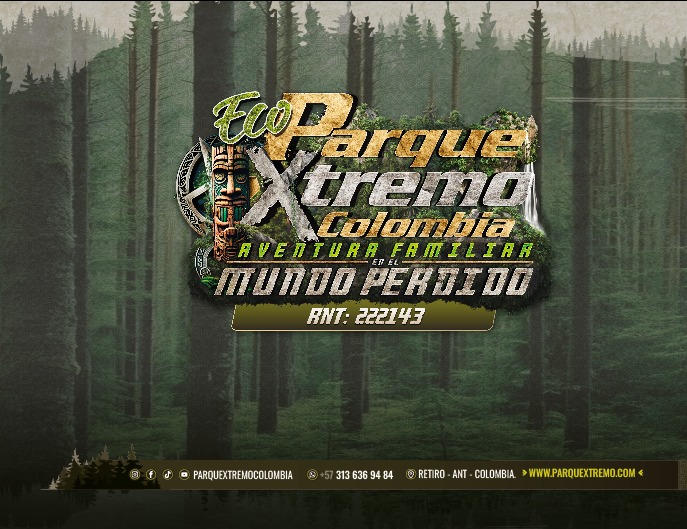 Eco Parque
Xtremo
Colombia
AVENTURA FAMILIAR
EN EL
MUNDO PERDIDO
RNT: 222143
PARQUEXTREMOCOLOMBIA +57 313 636 94 84 RETIRO - ANT - COLOMBIA. WWW.PARQUEXTREMO.COM